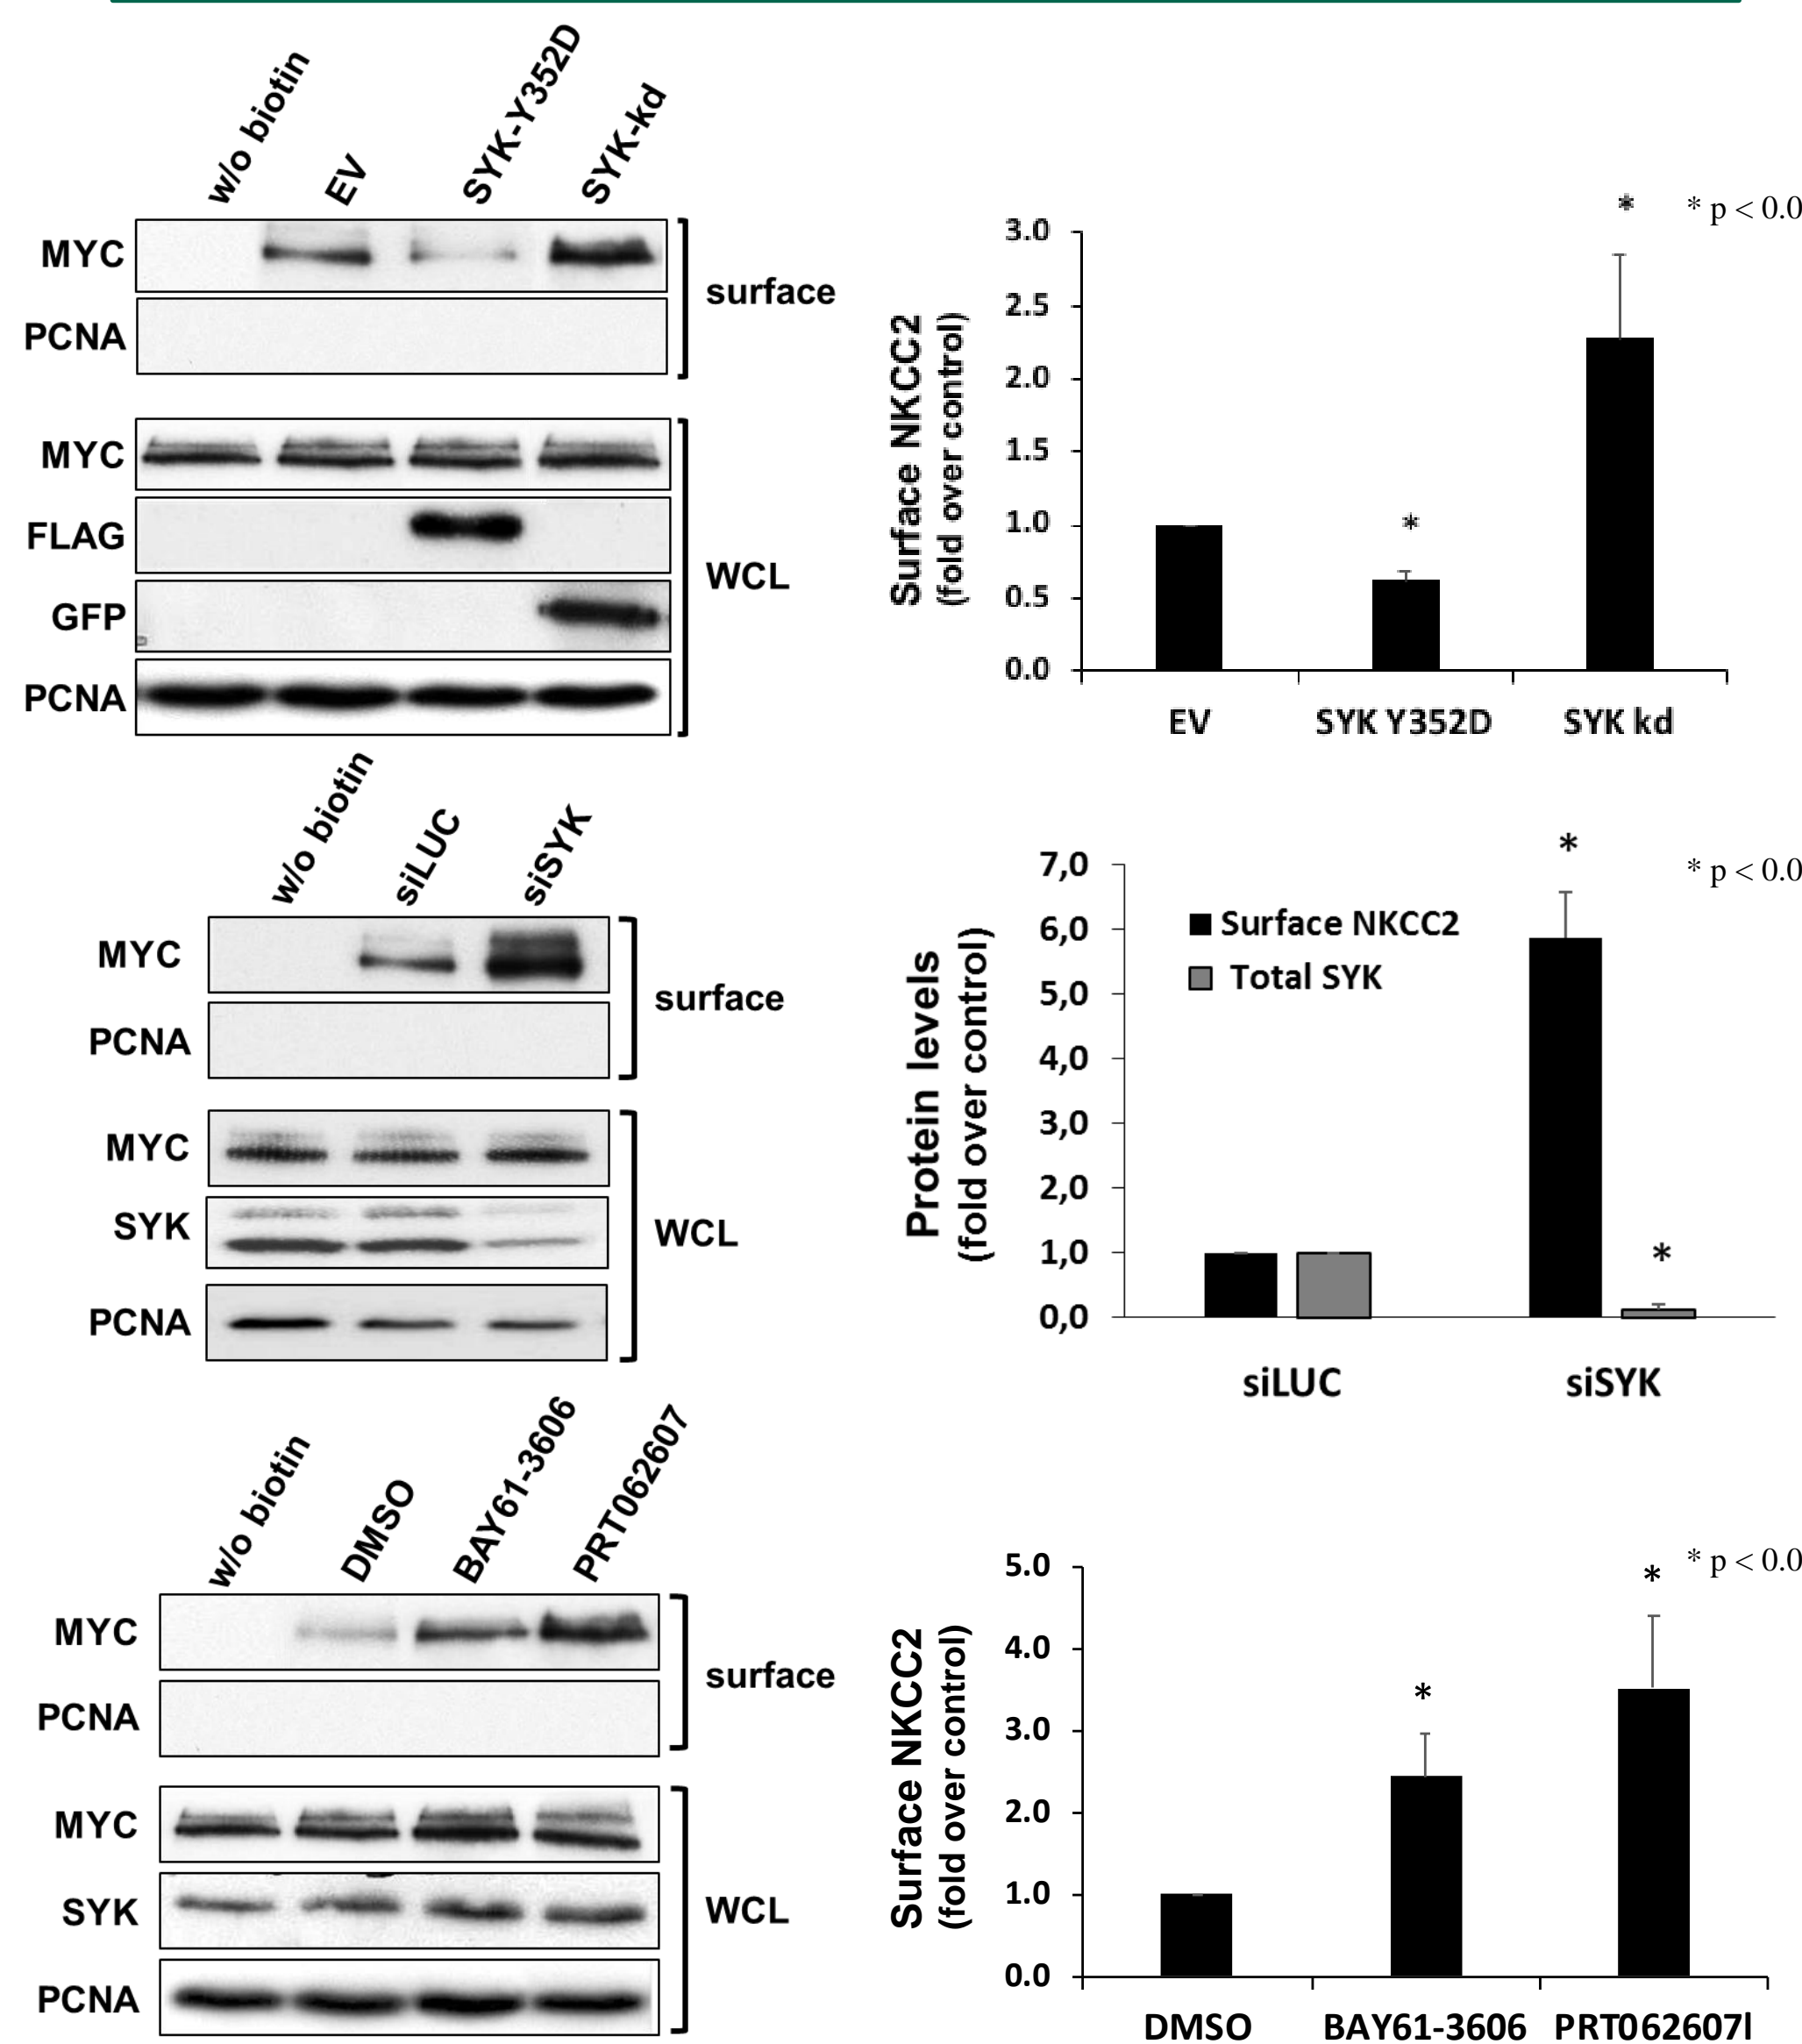 w/o biotin
EV
SYK-Y352D
SYK-kd
MYC
PCNA
surface
MYC
FLAG
GFP
PCNA
WCL
* p < 0.0
*
*
3.0
2.5
2.0
1.5
1.0
0.5
0.0
Surface NKCC2
(fold over control)
EV
SYK Y352D
SYK kd
w/o biotin
siLUC
siSYK
MYC
PCNA
surface
MYC
SYK
PCNA
WCL
* p < 0.0
*
*
7,0
6,0
5,0
4,0
3,0
2,0
1,0
0,0
Protein levels
(fold over control)
Surface NKCC2
Total SYK
siLUC
siSYK
w/o biotin
DMSO
BAY61-3606
PRT062607
MYC
PCNA
surface
MYC
SYK
PCNA
WCL
* p < 0.0
*
*
5.0
4.0
3.0
2.0
1.0
0.0
Surface NKCC2
(fold over control)
DMSO
BAY61-3606
PRT062607l